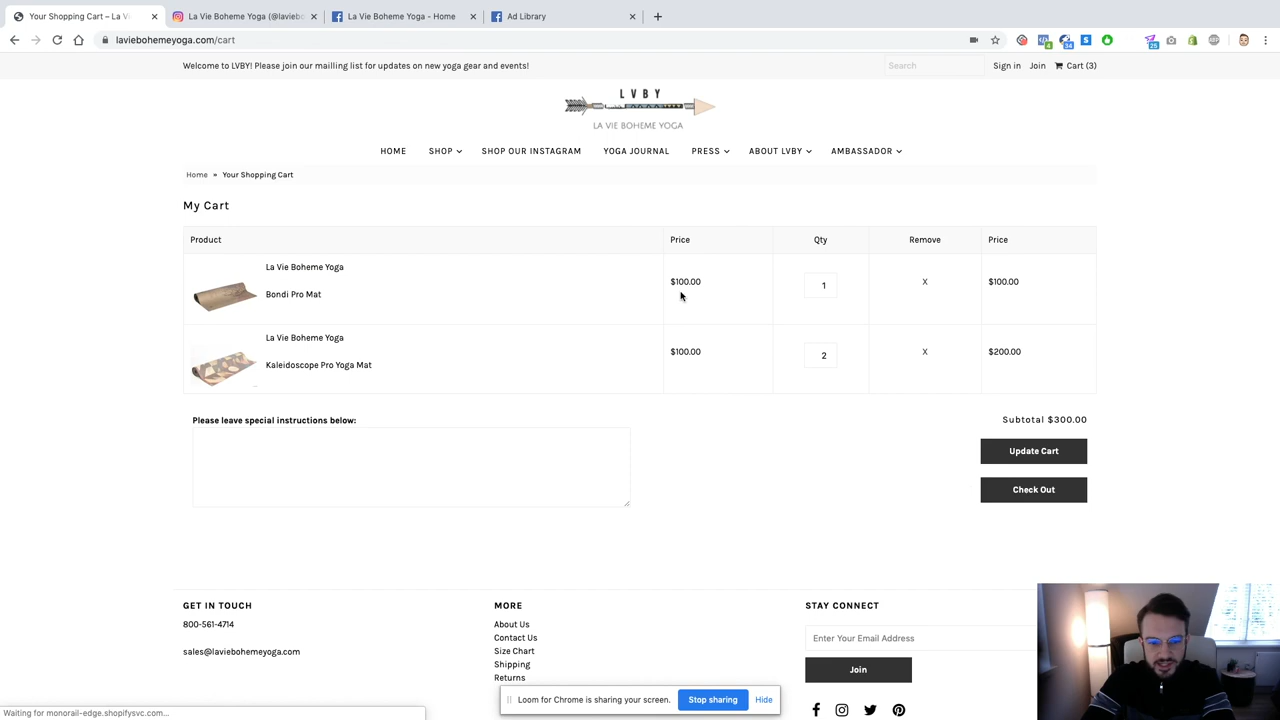 Your Shopping Cart – La Vi
La Vie Boheme Yoga (@lavieb
La Vie Boheme Yoga - Home
Ad Library
laviebohemeyoga.com/cart
Welcome to LVBY! Please join our mailling list for updates on new yoga gear and events!
Search
Sign in
Join
Cart (3)
LVBY
LA VIE BOHEME YOGA
HOME
SHOP
SHOP OUR INSTAGRAM
YOGA JOURNAL
PRESS
ABOUT LVBY
AMBASSADOR
Home » Your Shopping Cart
My Cart
Product Price Qty Remove Price
La Vie Boheme Yoga
Bondi Pro Mat
$100.00 1 X $100.00
La Vie Boheme Yoga
Kaleidoscope Pro Yoga Mat
$100.00 2 X $200.00
Please leave special instructions below:
Subtotal $300.00
Update Cart
Check Out
GET IN TOUCH
800-561-4714
sales@laviebohemeyoga.com
MORE
About Us
Contact Us
Size Chart
Shipping
Returns
STAY CONNECT
Enter Your Email Address
Join
Loom for Chrome is sharing your screen.
Stop sharing
Hide
Waiting for monorail-edge.shopifysvc.com...